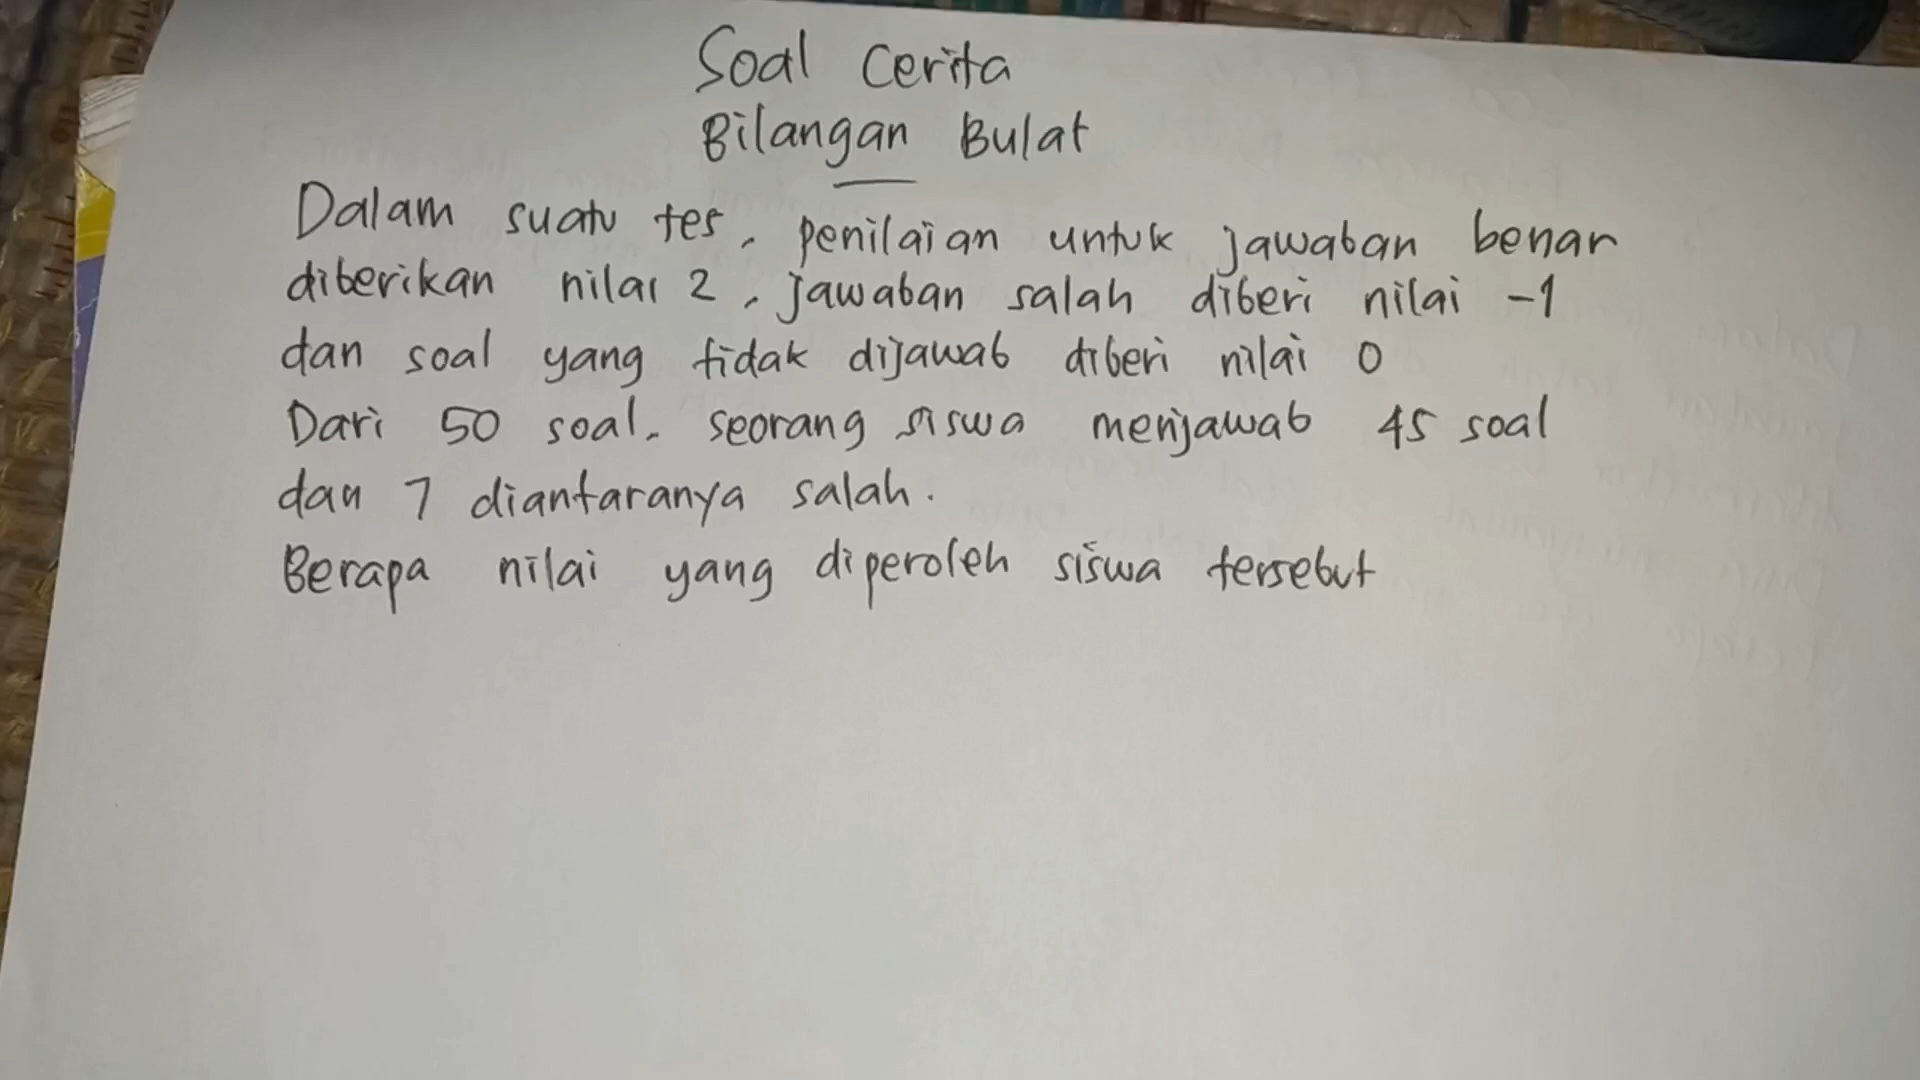 Soal Cerita
Bilangan Bulat
Dalam suatu tes, penilaian untuk jawaban benar
diberikan nilai 2, jawaban salah diberi nilai -1
dan soal yang tidak dijawab diberi nilai 0
Dari 50 soal, seorang siswa menjawab 45 soal
dan 7 diantaranya salah.
Berapa nilai yang diperoleh siswa tersebut